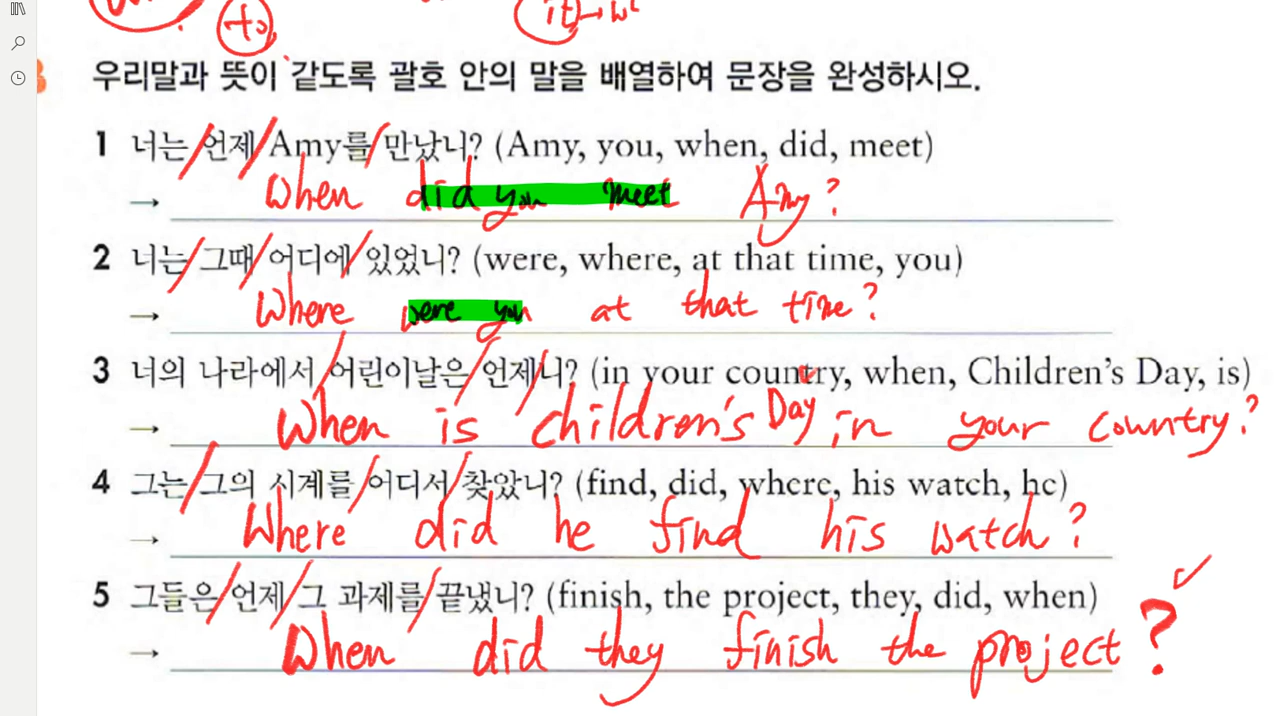 to
it → w
우리말과 뜻이 같도록 괄호 안의 말을 배열하여 문장을 완성하시오.
1 너는/언제/Amy를/만났니? (Amy, you, when, did, meet)
→ When did you meet Amy?
2 너는/그때/어디에/있었니? (were, where, at that time, you)
→ Where were you at that time?
3 너의 나라에서/어린이날은/언제/니? (in your country, when, Children's Day, is)
→ When is children's Day in your country?
4 그는/그의 시계를/어디서/찾았니? (find, did, where, his watch, he)
→ Where did he find his watch?
5 그들은/언제/그 과제를/끝냈니? (finish, the project, they, did, when)
→ When did they finish the project?